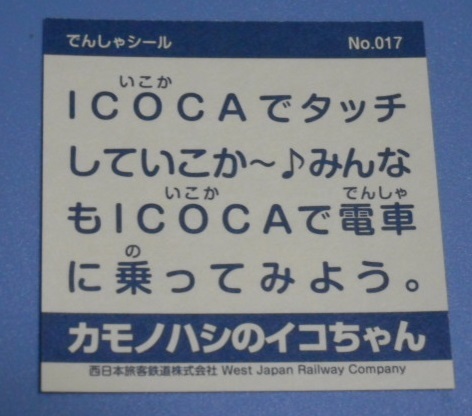 でんしゃシール No.017
いこか
ICOCAでタッチ
していこか～♪みんな
いこか でんしゃ
もICOCAで電車
の
に乗ってみよう。
カモノハシのイコちゃん
西日本旅客鉄道株式会社 West Japan Railway Company